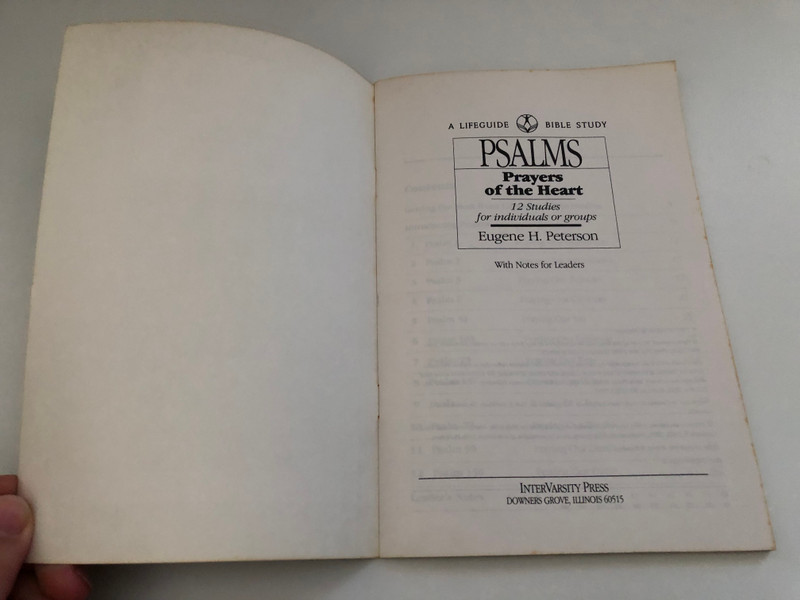 A LIFEGUIDE BIBLE STUDY
PSALMS
Prayers
of the Heart
12 Studies
for individuals or groups
Eugene H. Peterson
With Notes for Leaders
INTERVARSITY PRESS
DOWNERS GROVE, ILLINOIS 60515